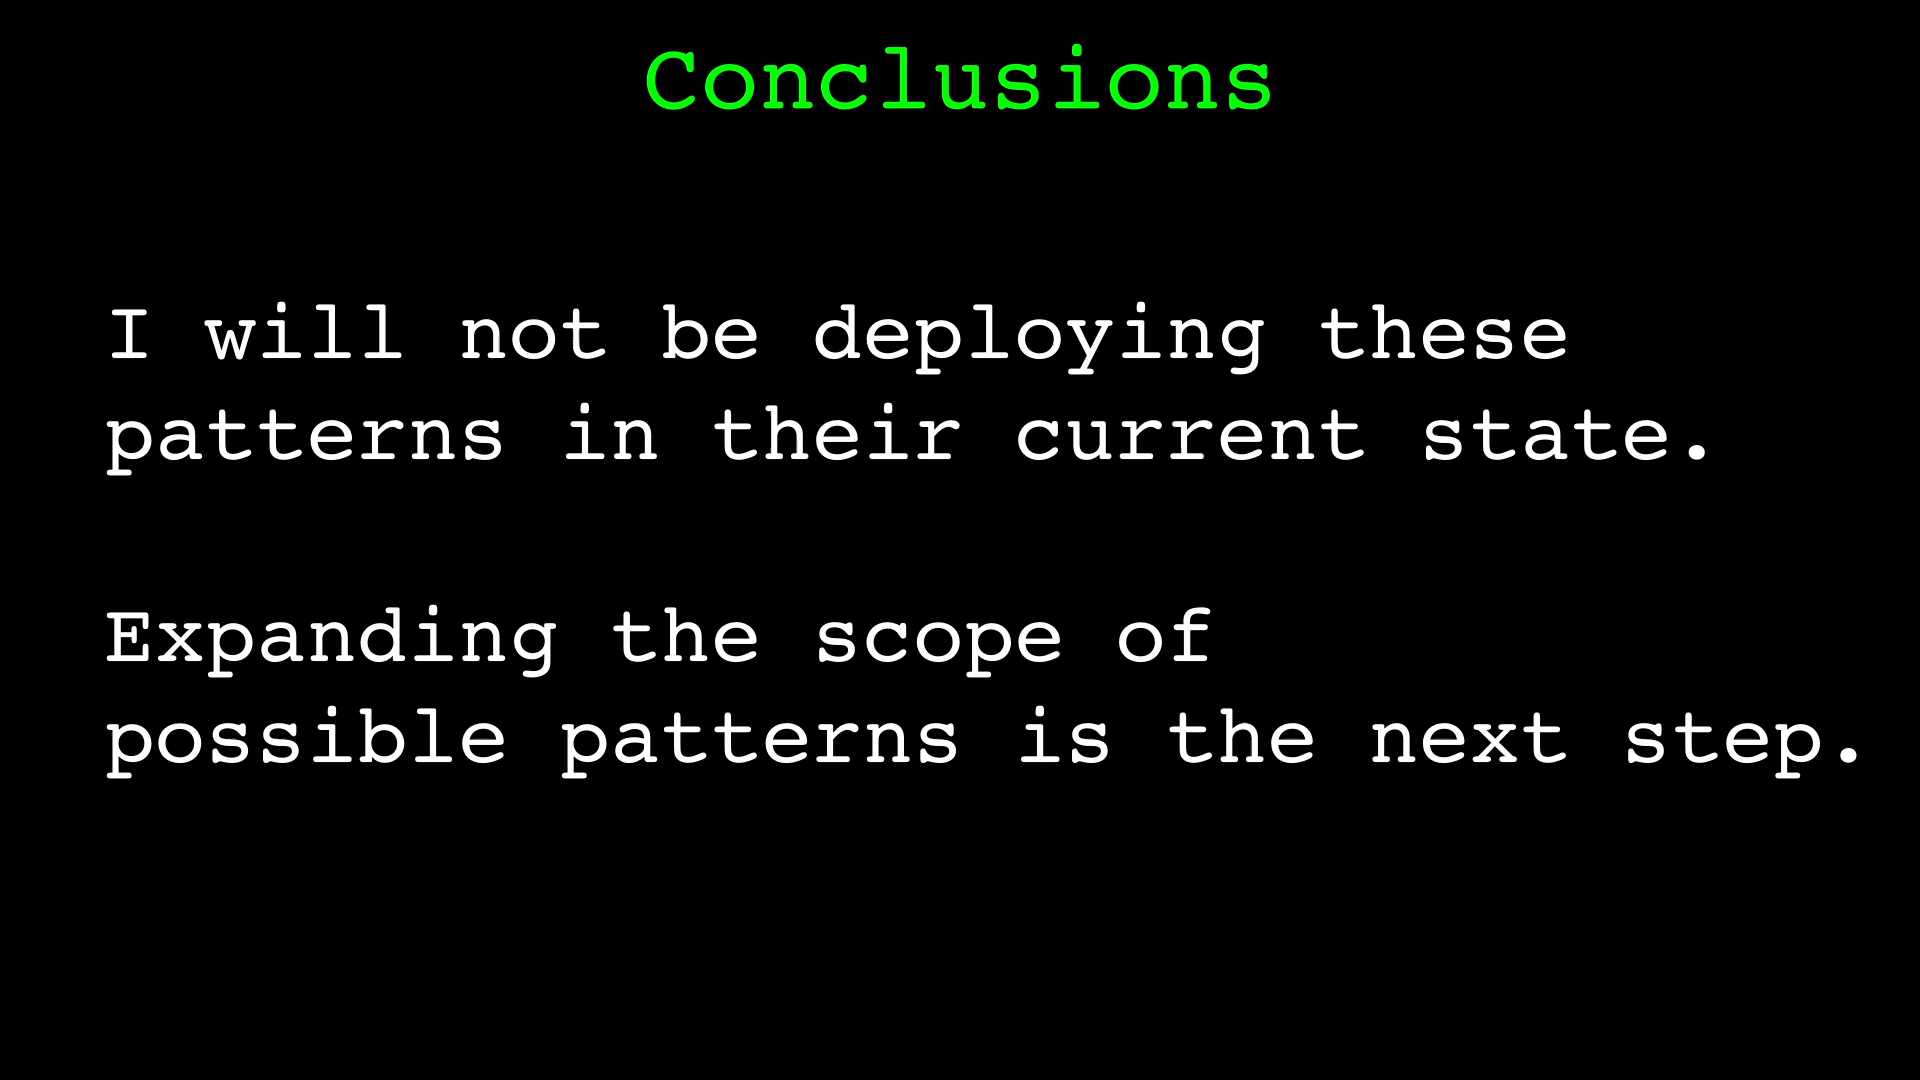 Conclusions
I will not be deploying these
patterns in their current state.
Expanding the scope of
possible patterns is the next step.